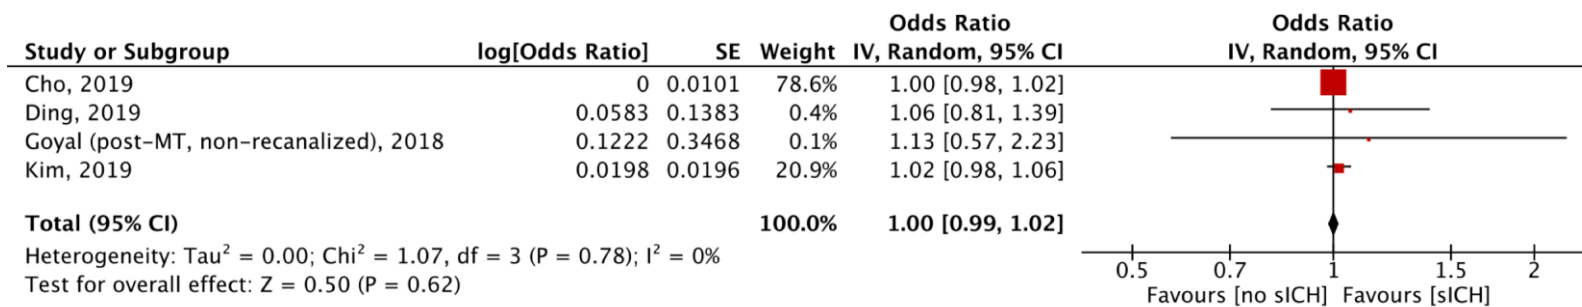 Odds Ratio Odds Ratio
Study or Subgroup log[Odds Ratio] SE Weight IV, Random, 95% CI IV, Random, 95% CI
Cho, 2019 0 0.0101 78.6% 1.00 [0.98, 1.02]
Ding, 2019 0.0583 0.1383 0.4% 1.06 [0.81, 1.39]
Goyal (post-MT, non-recanalized), 2018 0.1222 0.3468 0.1% 1.13 [0.57, 2.23]
Kim, 2019 0.0198 0.0196 20.9% 1.02 [0.98, 1.06]
Total (95% CI) 100.0% 1.00 [0.99, 1.02]
Heterogeneity: Tau² = 0.00; Chi² = 1.07, df = 3 (P = 0.78); I² = 0%
Test for overall effect: Z = 0.50 (P = 0.62)
0.5 0.7 1 1.5 2
Favours [no sICH] Favours [sICH]